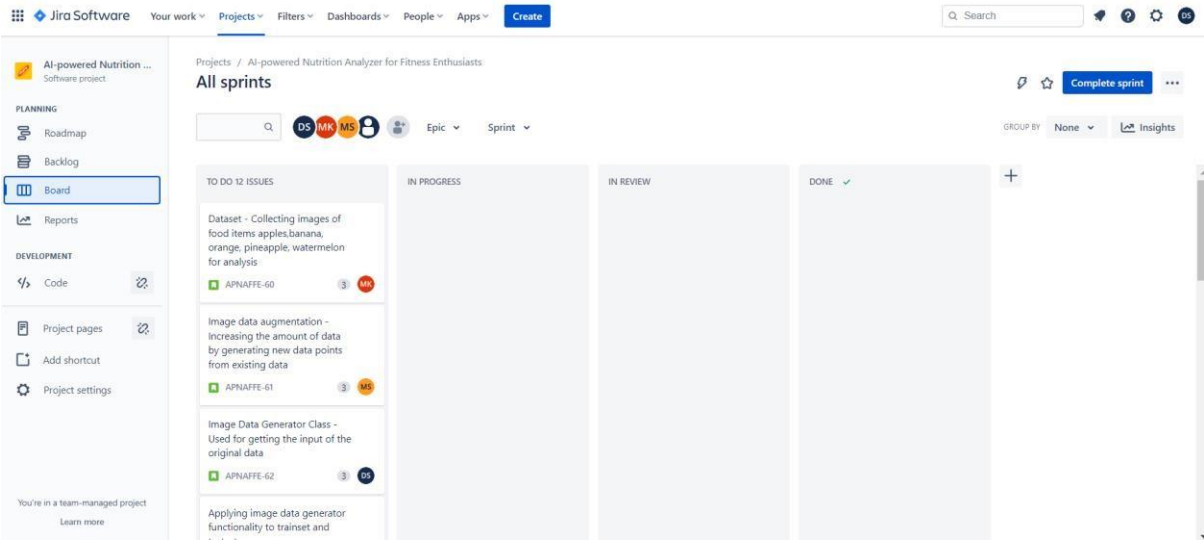 Jira Software Your work Projects Filters Dashboards People Apps Create Search DS
AI-powered Nutrition ...
Software project
PLANNING
Roadmap
Backlog
Board
Reports
DEVELOPMENT
Code
Project pages
Add shortcut
Project settings
You're in a team-managed project
Learn more
Projects / AI-powered Nutrition Analyzer for Fitness Enthusiasts
All sprints
Complete sprint
DS MK MS Epic Sprint
GROUP BY None Insights
TO DO 12 ISSUES
Dataset - Collecting images of
food items apples,banana,
orange, pineapple, watermelon
for analysis
APNAFFE-60 3 MK
Image data augmentation -
Increasing the amount of data
by generating new data points
from existing data
APNAFFE-61 3 MS
Image Data Generator Class -
Used for getting the input of the
original data
APNAFFE-62 3 DS
Applying image data generator
functionality to trainset and
IN PROGRESS
IN REVIEW
DONE